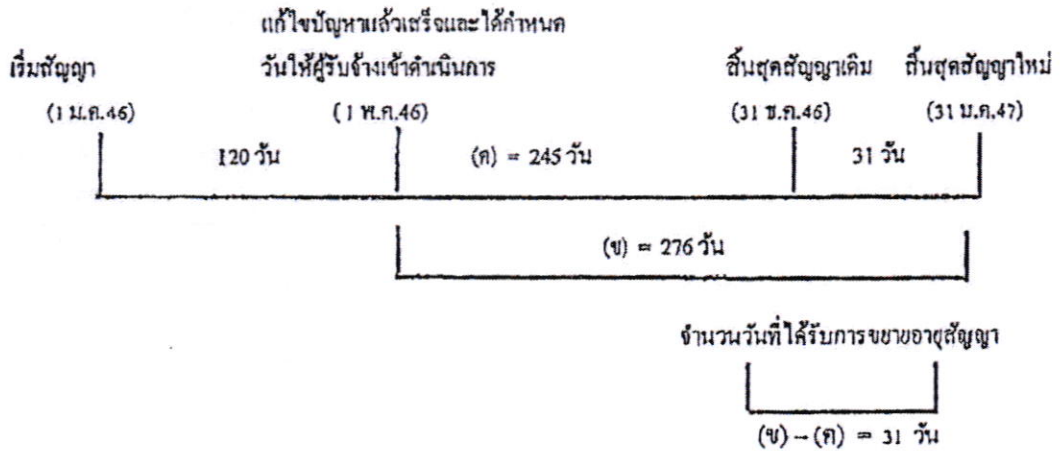 แก้ไขปัญหาแล้วเสร็จและได้กำหนด
เริ่มสัญญา วันให้ผู้รับจ้างเข้าดำเนินการ สิ้นสุดสัญญาเดิม สิ้นสุดสัญญาใหม่
(1 ม.ค.46) (1 พ.ค.46) (31 ธ.ค.46) (31 ม.ค.47)
120 วัน (ค) = 245 วัน 31 วัน
(ข) = 276 วัน
จำนวนวันที่ได้รับการขยายอายุสัญญา
(ข) - (ค) = 31 วัน